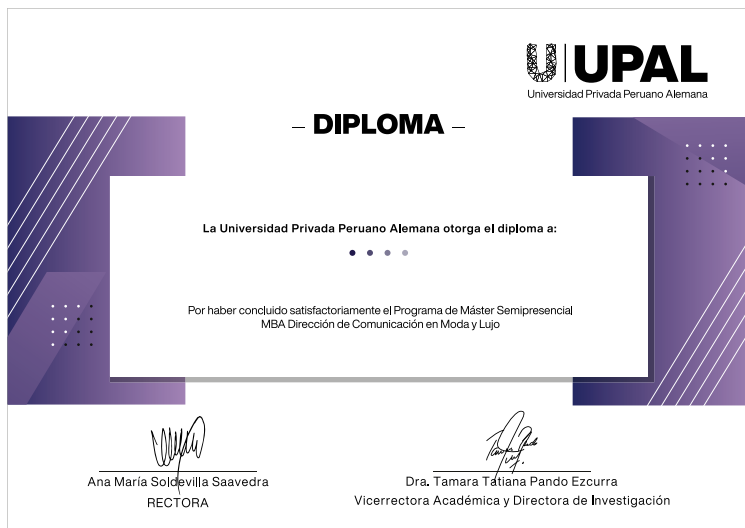 UPAL
Universidad Privada Peruano Alemana
– DIPLOMA –
La Universidad Privada Peruano Alemana otorga el diploma a:
Por haber concluido satisfactoriamente el Programa de Máster Semipresencial
MBA Dirección de Comunicación en Moda y Lujo
Ana María Soldevilla Saavedra
RECTORA
Dra. Tamara Tatiana Pando Ezcurra
Vicerrectora Académica y Directora de Investigación